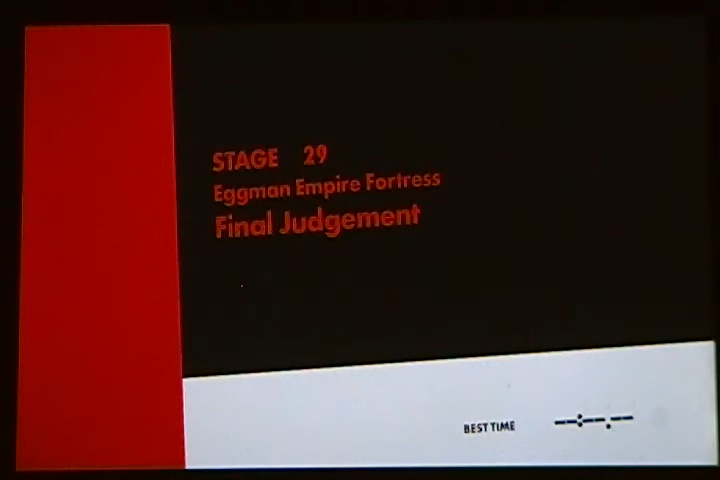 STAGE 29
Eggman Empire Fortress
Final Judgement
BEST TIME --:--.--